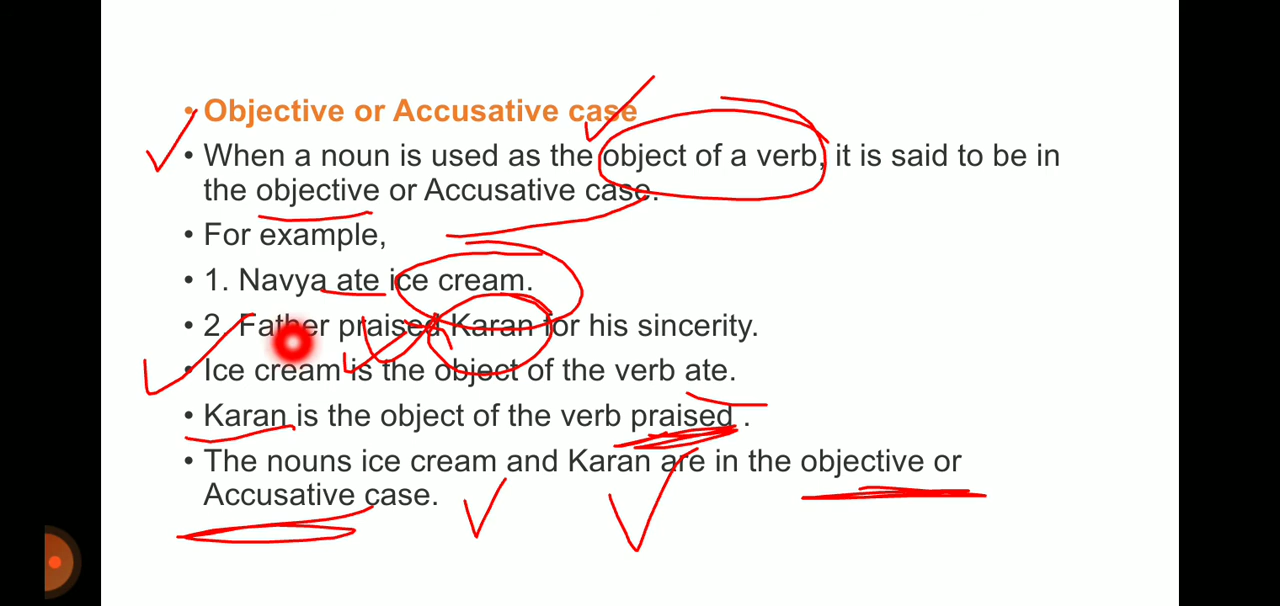 • Objective or Accusative case
• When a noun is used as the object of a verb, it is said to be in
the objective or Accusative case.
• For example,
• 1. Navya ate ice cream.
• 2. Father praised Karan for his sincerity.
• Ice cream is the object of the verb ate.
• Karan is the object of the verb praised .
• The nouns ice cream and Karan are in the objective or
Accusative case.